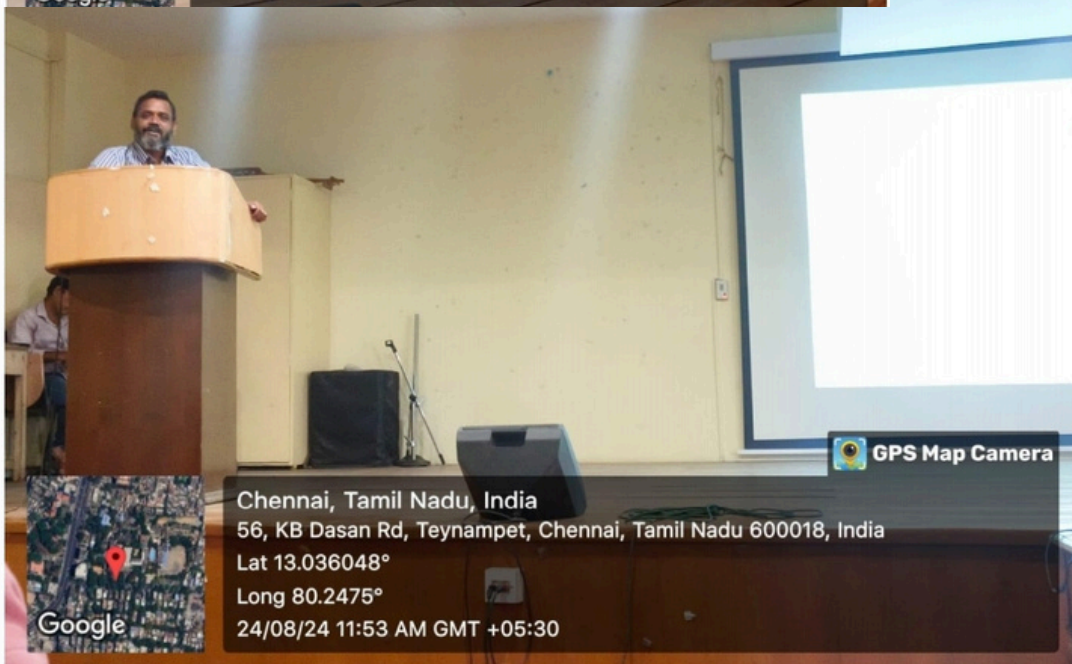 Google
GPS Map Camera
Chennai, Tamil Nadu, India
56, KB Dasan Rd, Teynampet, Chennai, Tamil Nadu 600018, India
Lat 13.036048°
Long 80.2475°
24/08/24 11:53 AM GMT +05:30
Google